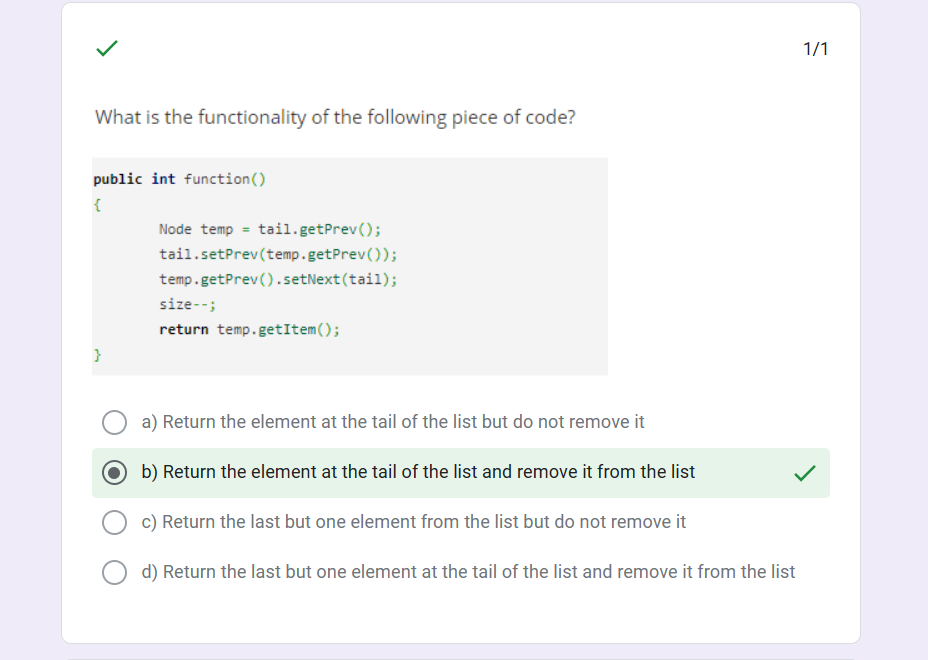 1/1
What is the functionality of the following piece of code?
public int function()
{
Node temp = tail.getPrev();
tail.setPrev(temp.getPrev());
temp.getPrev().setNext(tail);
size--;
return temp.getItem();
}
a) Return the element at the tail of the list but do not remove it
b) Return the element at the tail of the list and remove it from the list
c) Return the last but one element from the list but do not remove it
d) Return the last but one element at the tail of the list and remove it from the list